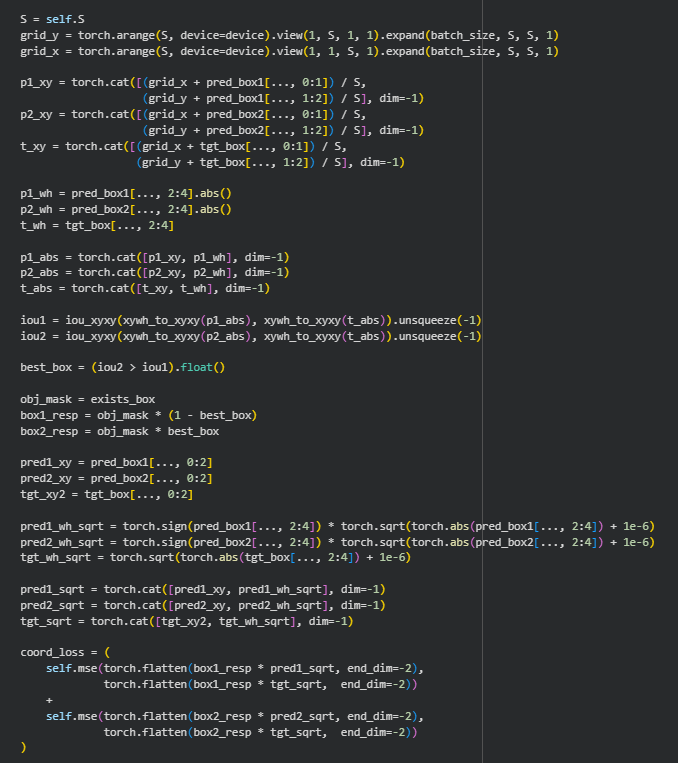 S = self.S
grid_y = torch.arange(S, device=device).view(1, S, 1, 1).expand(batch_size, S, S, 1)
grid_x = torch.arange(S, device=device).view(1, 1, S, 1).expand(batch_size, S, S, 1)

p1_xy = torch.cat([(grid_x + pred_box1[..., 0:1]) / S,
                   (grid_y + pred_box1[..., 1:2]) / S], dim=-1)
p2_xy = torch.cat([(grid_x + pred_box2[..., 0:1]) / S,
                   (grid_y + pred_box2[..., 1:2]) / S], dim=-1)
t_xy = torch.cat([(grid_x + tgt_box[..., 0:1]) / S,
                  (grid_y + tgt_box[..., 1:2]) / S], dim=-1)

p1_wh = pred_box1[..., 2:4].abs()
p2_wh = pred_box2[..., 2:4].abs()
t_wh = tgt_box[..., 2:4]

p1_abs = torch.cat([p1_xy, p1_wh], dim=-1)
p2_abs = torch.cat([p2_xy, p2_wh], dim=-1)
t_abs = torch.cat([t_xy, t_wh], dim=-1)

iou1 = iou_xyxy(xywh_to_xyxy(p1_abs), xywh_to_xyxy(t_abs)).unsqueeze(-1)
iou2 = iou_xyxy(xywh_to_xyxy(p2_abs), xywh_to_xyxy(t_abs)).unsqueeze(-1)

best_box = (iou2 > iou1).float()

obj_mask = exists_box
box1_resp = obj_mask * (1 - best_box)
box2_resp = obj_mask * best_box

pred1_xy = pred_box1[..., 0:2]
pred2_xy = pred_box2[..., 0:2]
tgt_xy2 = tgt_box[..., 0:2]

pred1_wh_sqrt = torch.sign(pred_box1[..., 2:4]) * torch.sqrt(torch.abs(pred_box1[..., 2:4]) + 1e-6)
pred2_wh_sqrt = torch.sign(pred_box2[..., 2:4]) * torch.sqrt(torch.abs(pred_box2[..., 2:4]) + 1e-6)
tgt_wh_sqrt = torch.sqrt(torch.abs(tgt_box[..., 2:4]) + 1e-6)

pred1_sqrt = torch.cat([pred1_xy, pred1_wh_sqrt], dim=-1)
pred2_sqrt = torch.cat([pred2_xy, pred2_wh_sqrt], dim=-1)
tgt_sqrt = torch.cat([tgt_xy2, tgt_wh_sqrt], dim=-1)

coord_loss = (
    self.mse(torch.flatten(box1_resp * pred1_sqrt, end_dim=-2),
             torch.flatten(box1_resp * tgt_sqrt,  end_dim=-2))
    +
    self.mse(torch.flatten(box2_resp * pred2_sqrt, end_dim=-2),
             torch.flatten(box2_resp * tgt_sqrt,  end_dim=-2))
)